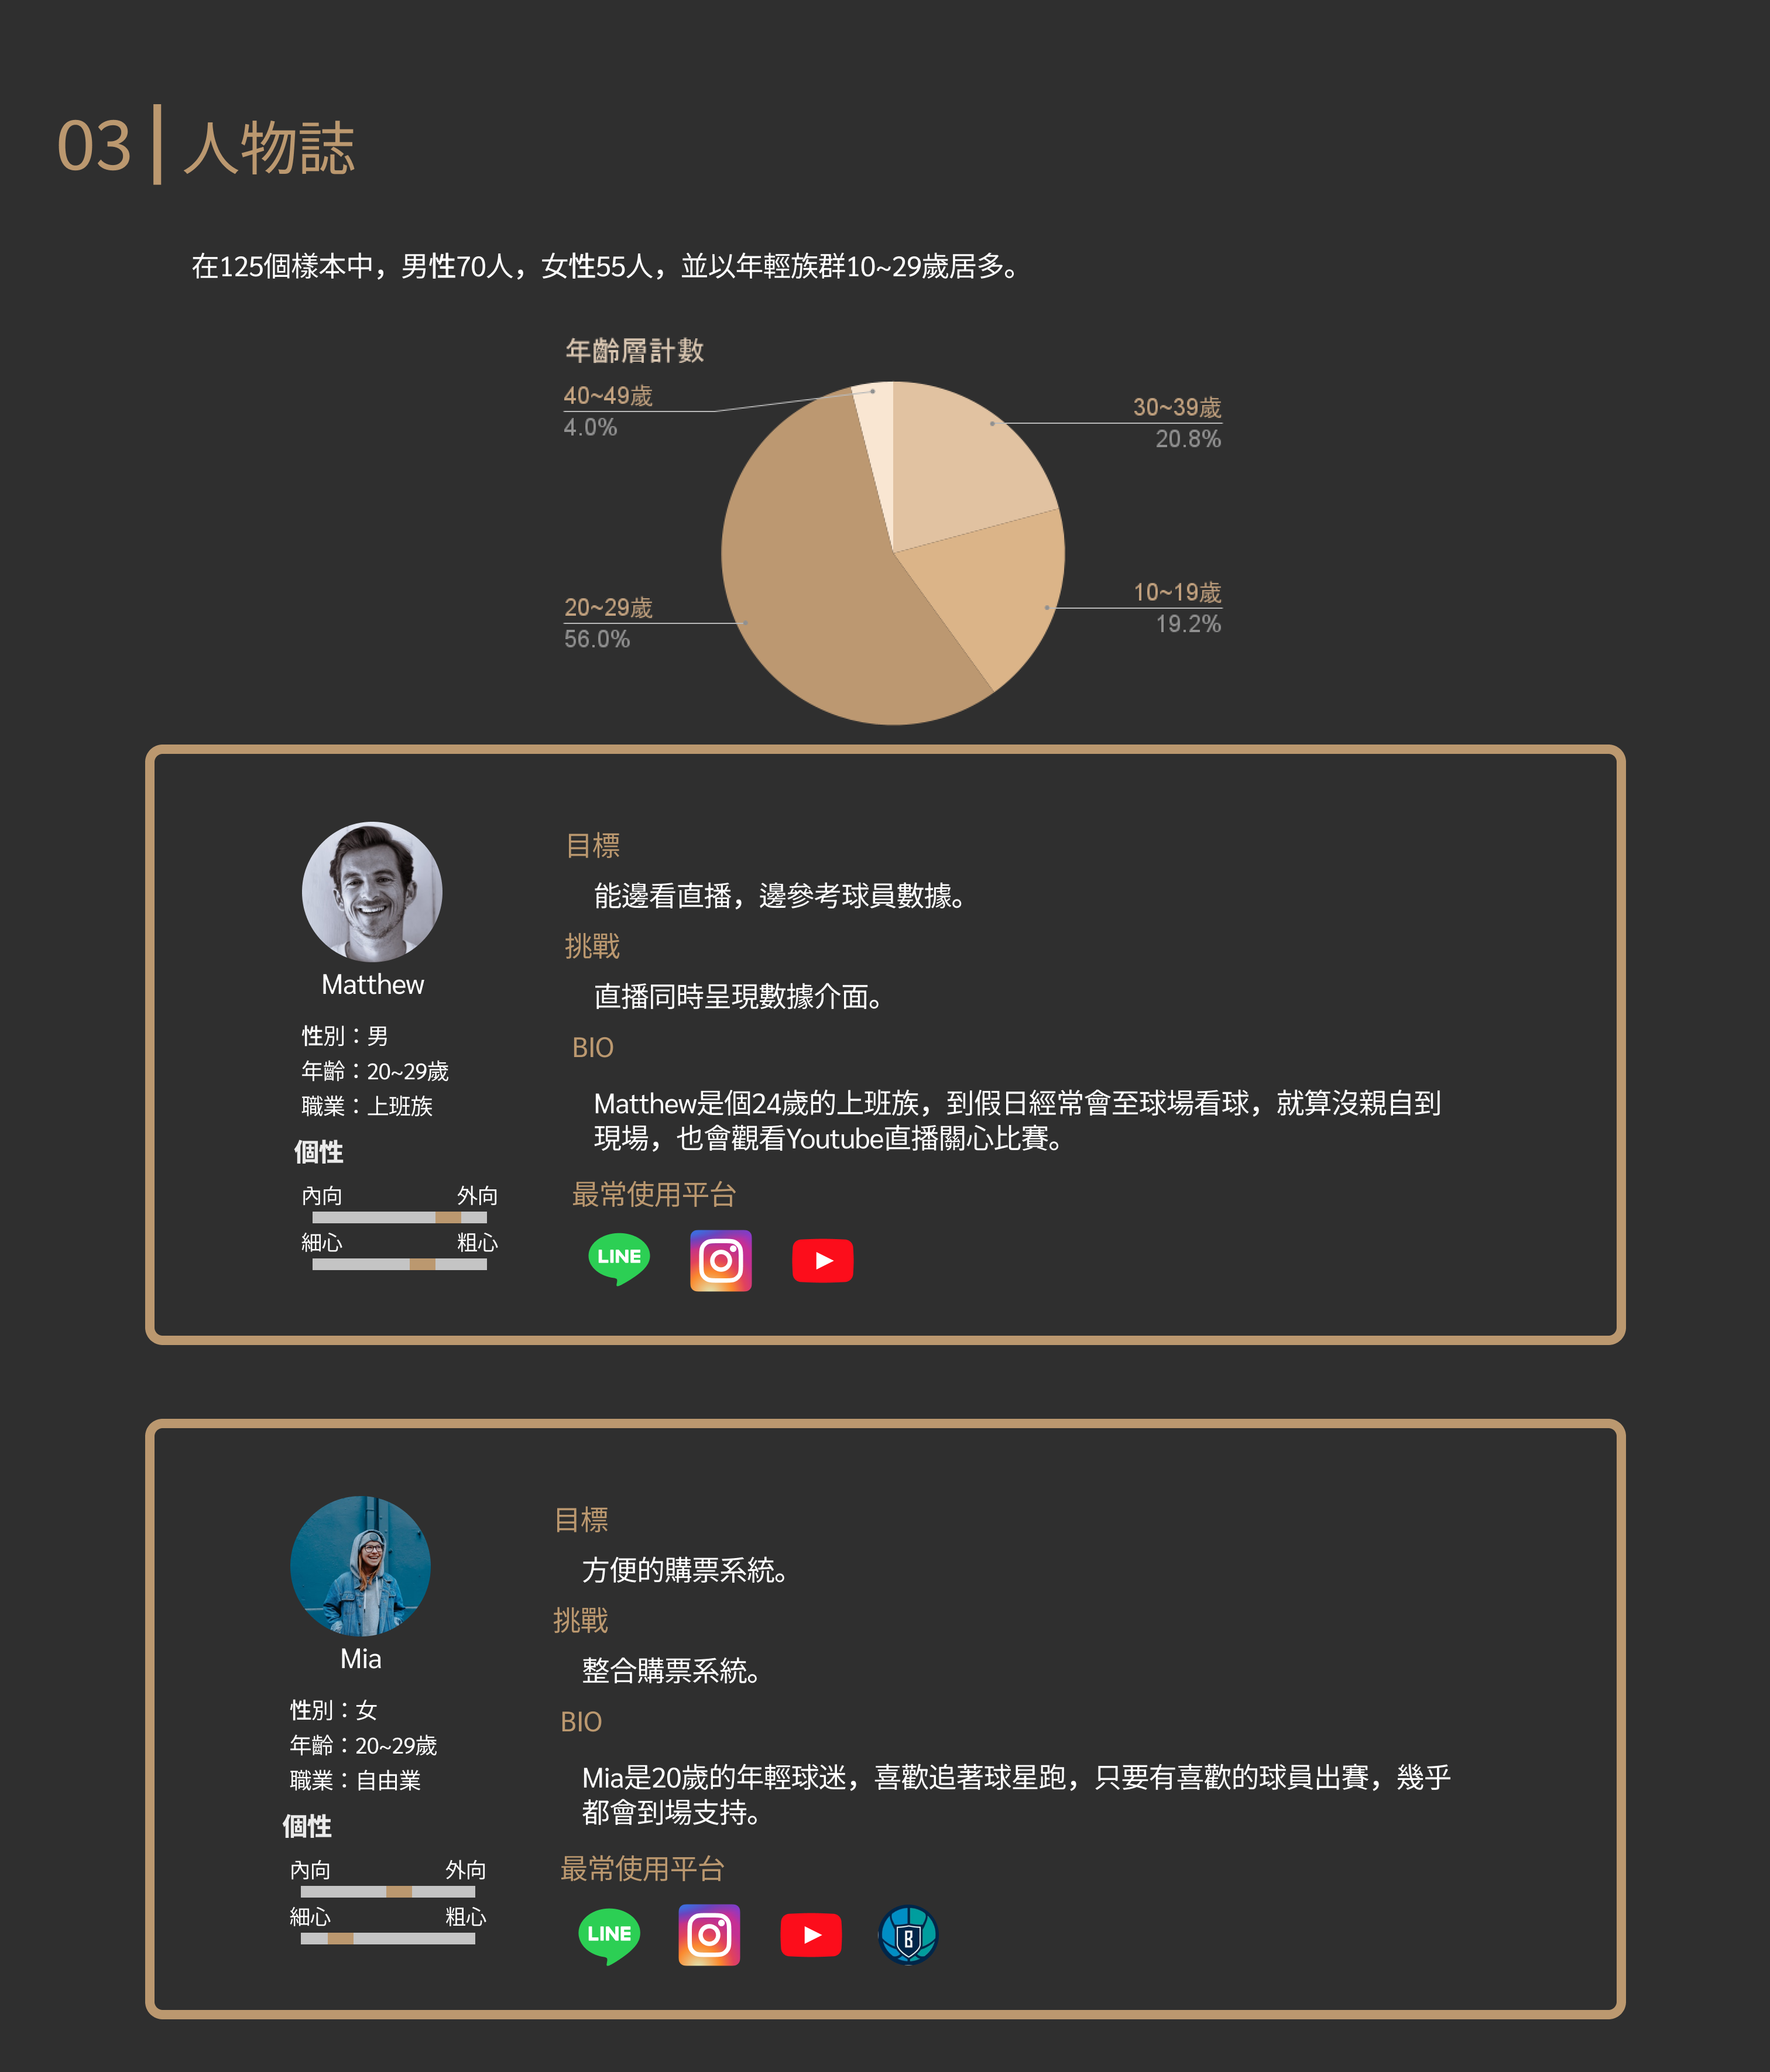 03 人物誌
在125個樣本中，男性70人，女性55人，並以年輕族群10~29歲居多。
年齡層計數
40~49歲
4.0%
30~39歲
20.8%
20~29歲
56.0%
10~19歲
19.2%
Matthew
性別：男
年齡：20~29歲
職業：上班族
個性
內向 外向
細心 粗心
目標
能邊看直播，邊參考球員數據。
挑戰
直播同時呈現數據介面。
BIO
Matthew是個24歲的上班族，到假日經常會至球場看球，就算沒親自到
現場，也會觀看Youtube直播關心比賽。
最常使用平台
LINE
Mia
性別：女
年齡：20~29歲
職業：自由業
個性
內向 外向
細心 粗心
目標
方便的購票系統。
挑戰
整合購票系統。
BIO
Mia是20歲的年輕球迷，喜歡追著球星跑，只要有喜歡的球員出賽，幾乎
都會到場支持。
最常使用平台
LINE
B